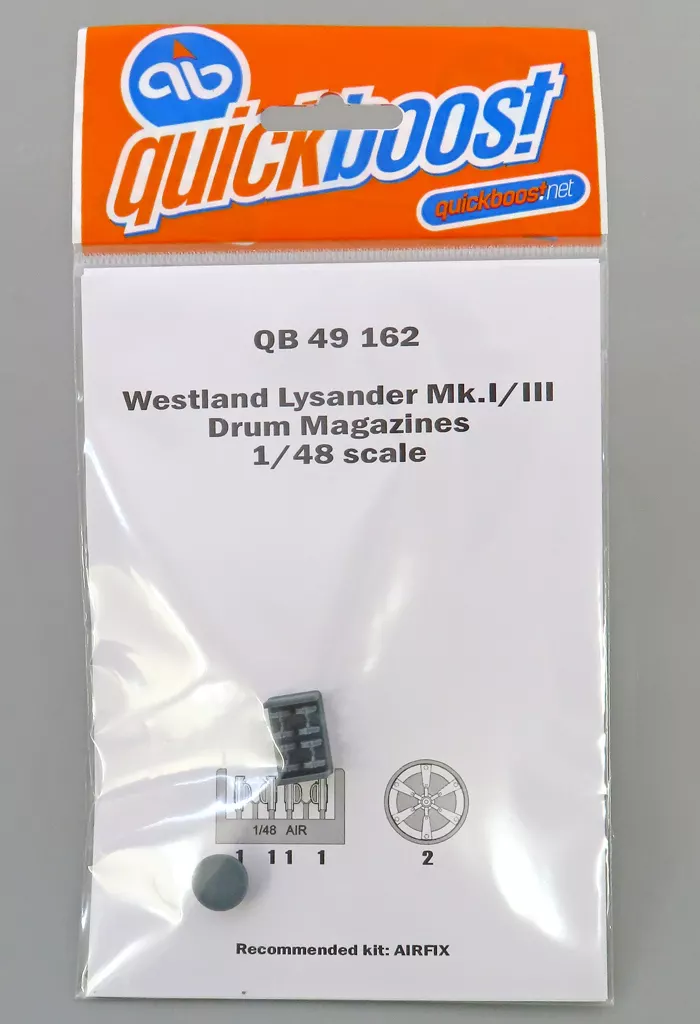 qb
quickboost
quickboost.net
QB 49 162
Westland Lysander Mk.I/III
Drum Magazines
1/48 scale
1/48 AIR
1 1 1 1 2
Recommended kit: AIRFIX